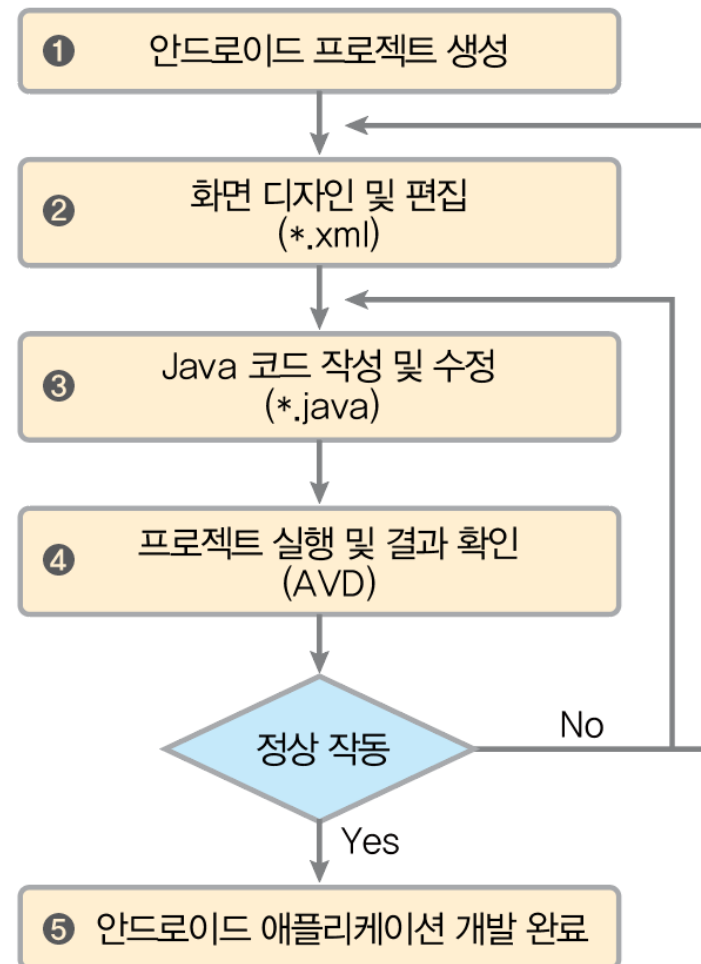 ❶ 안드로이드 프로젝트 생성
❷ 화면 디자인 및 편집
(*.xml)
❸ Java 코드 작성 및 수정
(*.java)
❹ 프로젝트 실행 및 결과 확인
(AVD)
정상 작동
No
Yes
❺ 안드로이드 애플리케이션 개발 완료